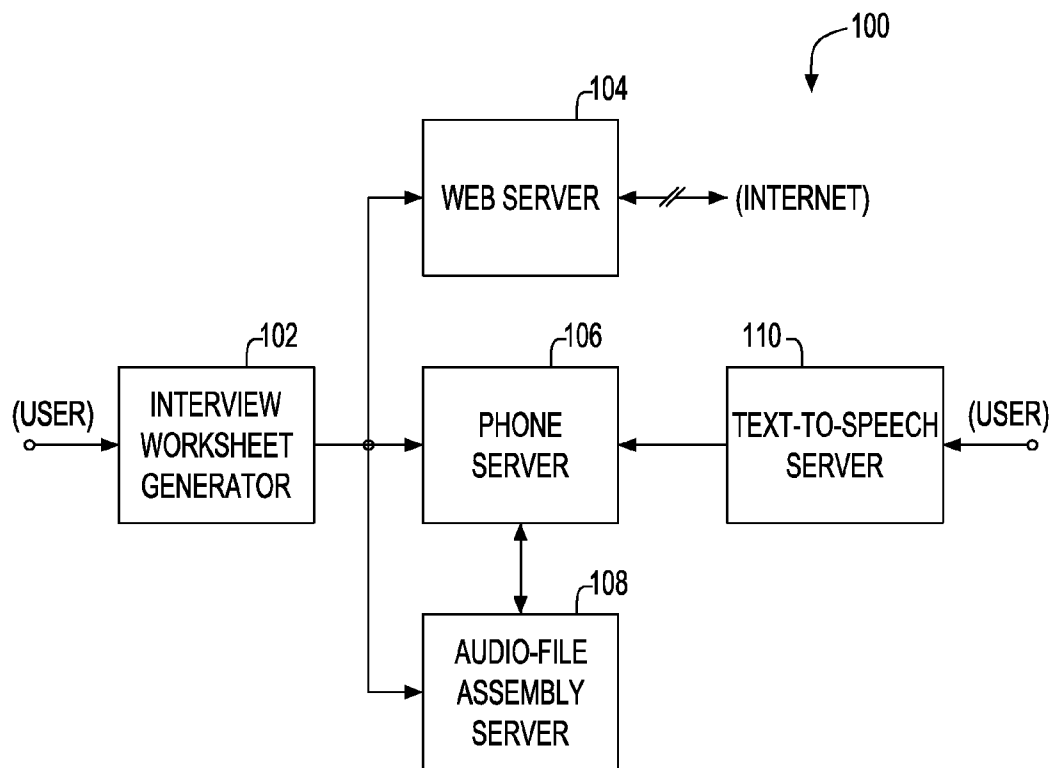 100
104
WEB SERVER
(INTERNET)
102
106
110
(USER)
INTERVIEW
WORKSHEET
GENERATOR
PHONE
SERVER
TEXT-TO-SPEECH
SERVER
(USER)
108
AUDIO-FILE
ASSEMBLY
SERVER